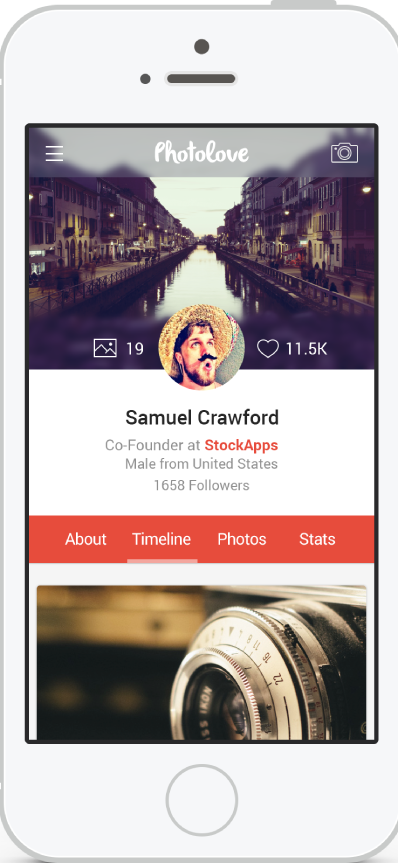 Photolove
19
11.5K
Samuel Crawford
Co-Founder at StockApps
Male from United States
1658 Followers
About Timeline Photos Stats